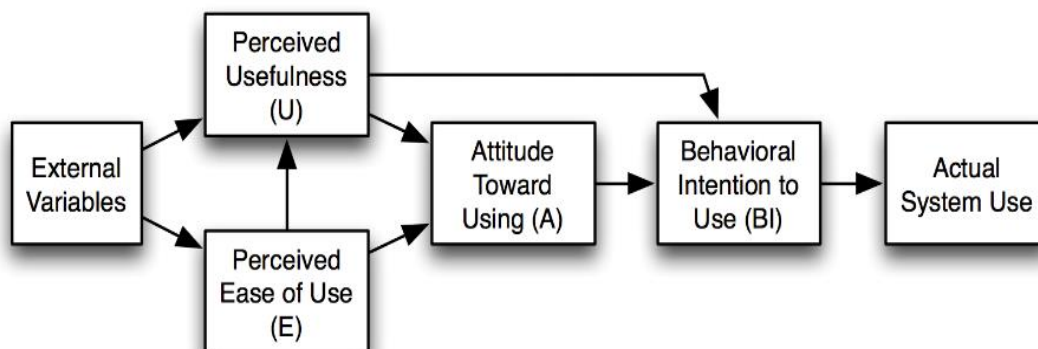 Perceived
Usefulness
(U)
External
Variables
Perceived
Ease of Use
(E)
Attitude
Toward
Using (A)
Behavioral
Intention to
Use (BI)
Actual
System Use